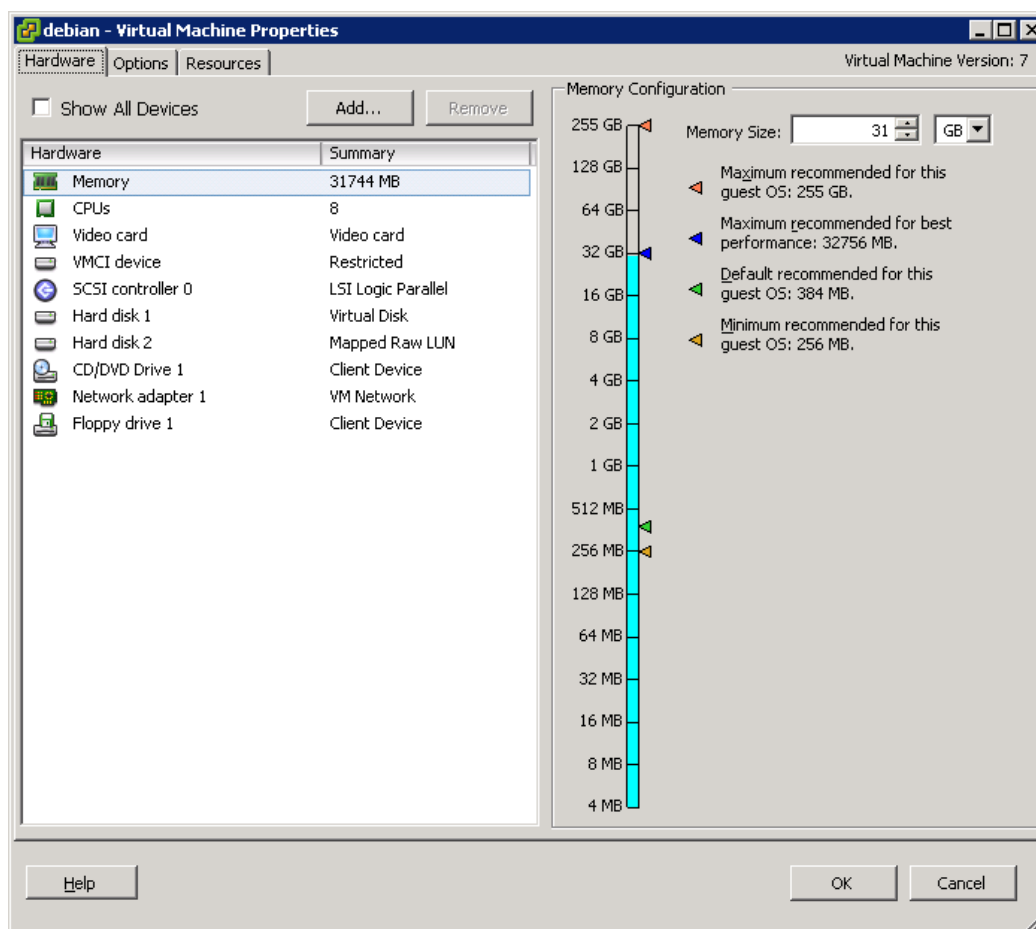 debian - Virtual Machine Properties
Hardware Options Resources Virtual Machine Version: 7
Show All Devices Add... Remove
Hardware Summary
Memory 31744 MB
CPUs 8
Video card Video card
VMCI device Restricted
SCSI controller 0 LSI Logic Parallel
Hard disk 1 Virtual Disk
Hard disk 2 Mapped Raw LUN
CD/DVD Drive 1 Client Device
Network adapter 1 VM Network
Floppy drive 1 Client Device
Memory Configuration
255 GB
128 GB
64 GB
32 GB
16 GB
8 GB
4 GB
2 GB
1 GB
512 MB
256 MB
128 MB
64 MB
32 MB
16 MB
8 MB
4 MB
Memory Size: 31 GB
Maximum recommended for this
guest OS: 255 GB.
Maximum recommended for best
performance: 32756 MB.
Default recommended for this
guest OS: 384 MB.
Minimum recommended for this
guest OS: 256 MB.
Help OK Cancel